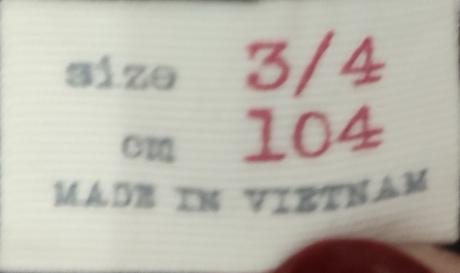 size 3/4
cm 104
MADE IN VIETNAM